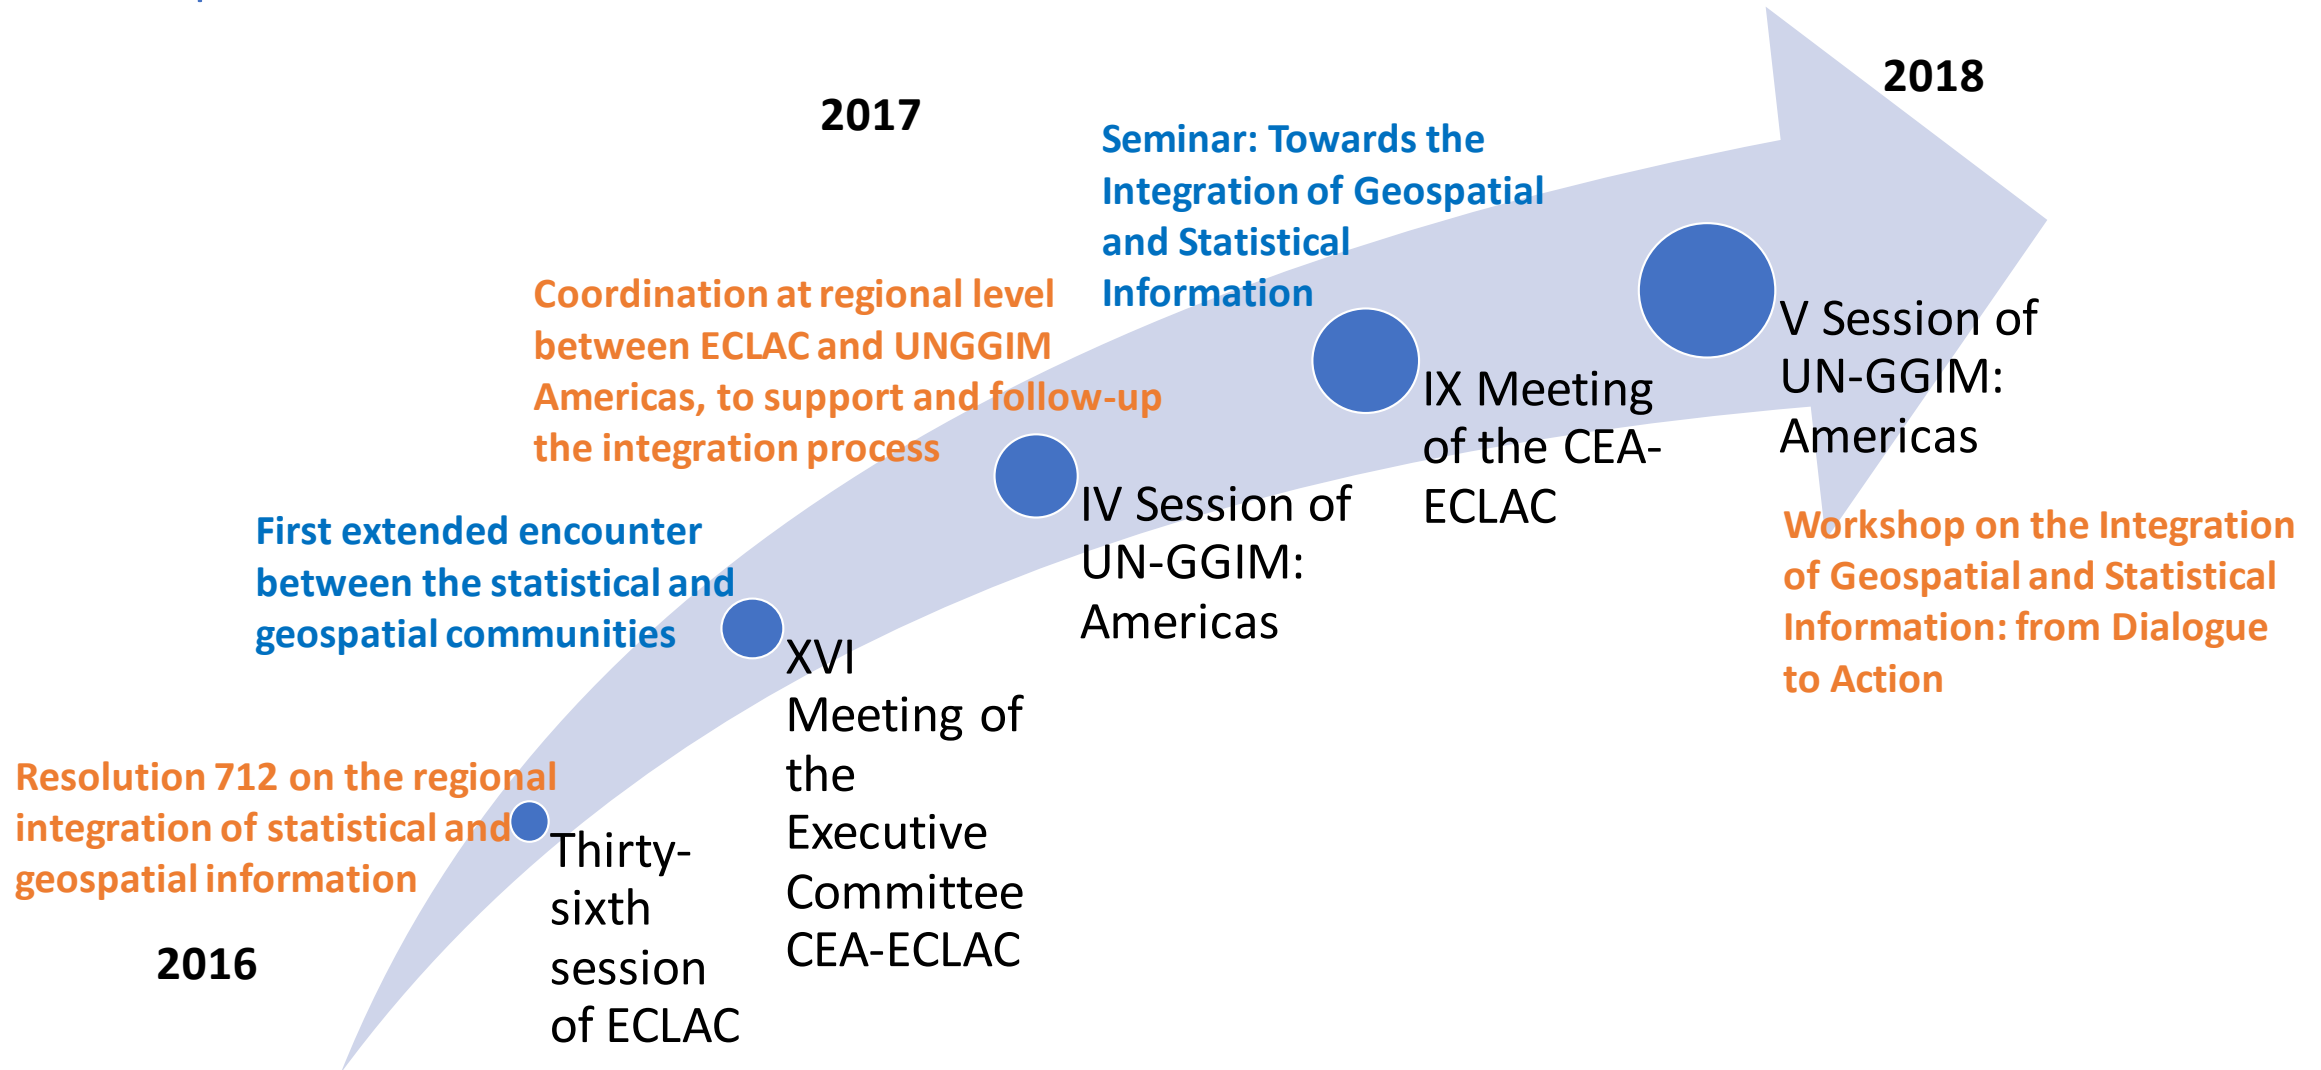 2016
Resolution 712 on the regional
integration of statistical and
geospatial information
Thirty-
sixth
session
of ECLAC
First extended encounter
between the statistical and
geospatial communities
XVI
Meeting of
the
Executive
Committee
CEA-ECLAC
2017
Coordination at regional level
between ECLAC and UNGGIM
Americas, to support and follow-up
the integration process
IV Session of
UN-GGIM:
Americas
Seminar: Towards the
Integration of Geospatial
and Statistical
Information
IX Meeting
of the CEA-
ECLAC
2018
V Session of
UN-GGIM:
Americas
Workshop on the Integration
of Geospatial and Statistical
Information: from Dialogue
to Action